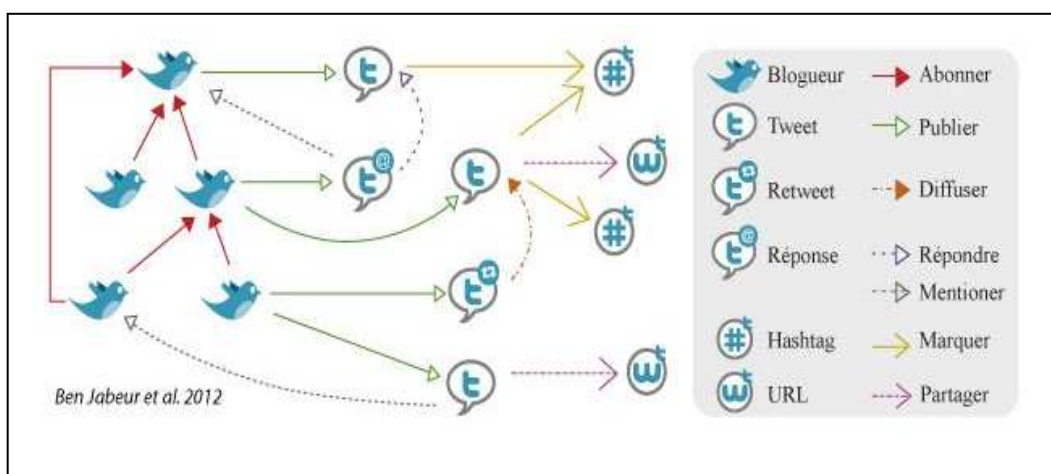 Blogueur Abonner
Tweet Publier
Retweet Diffuser
Réponse Répondre
Mentioner
Hashtag Marquer
URL Partager
Ben Jabeur et al. 2012